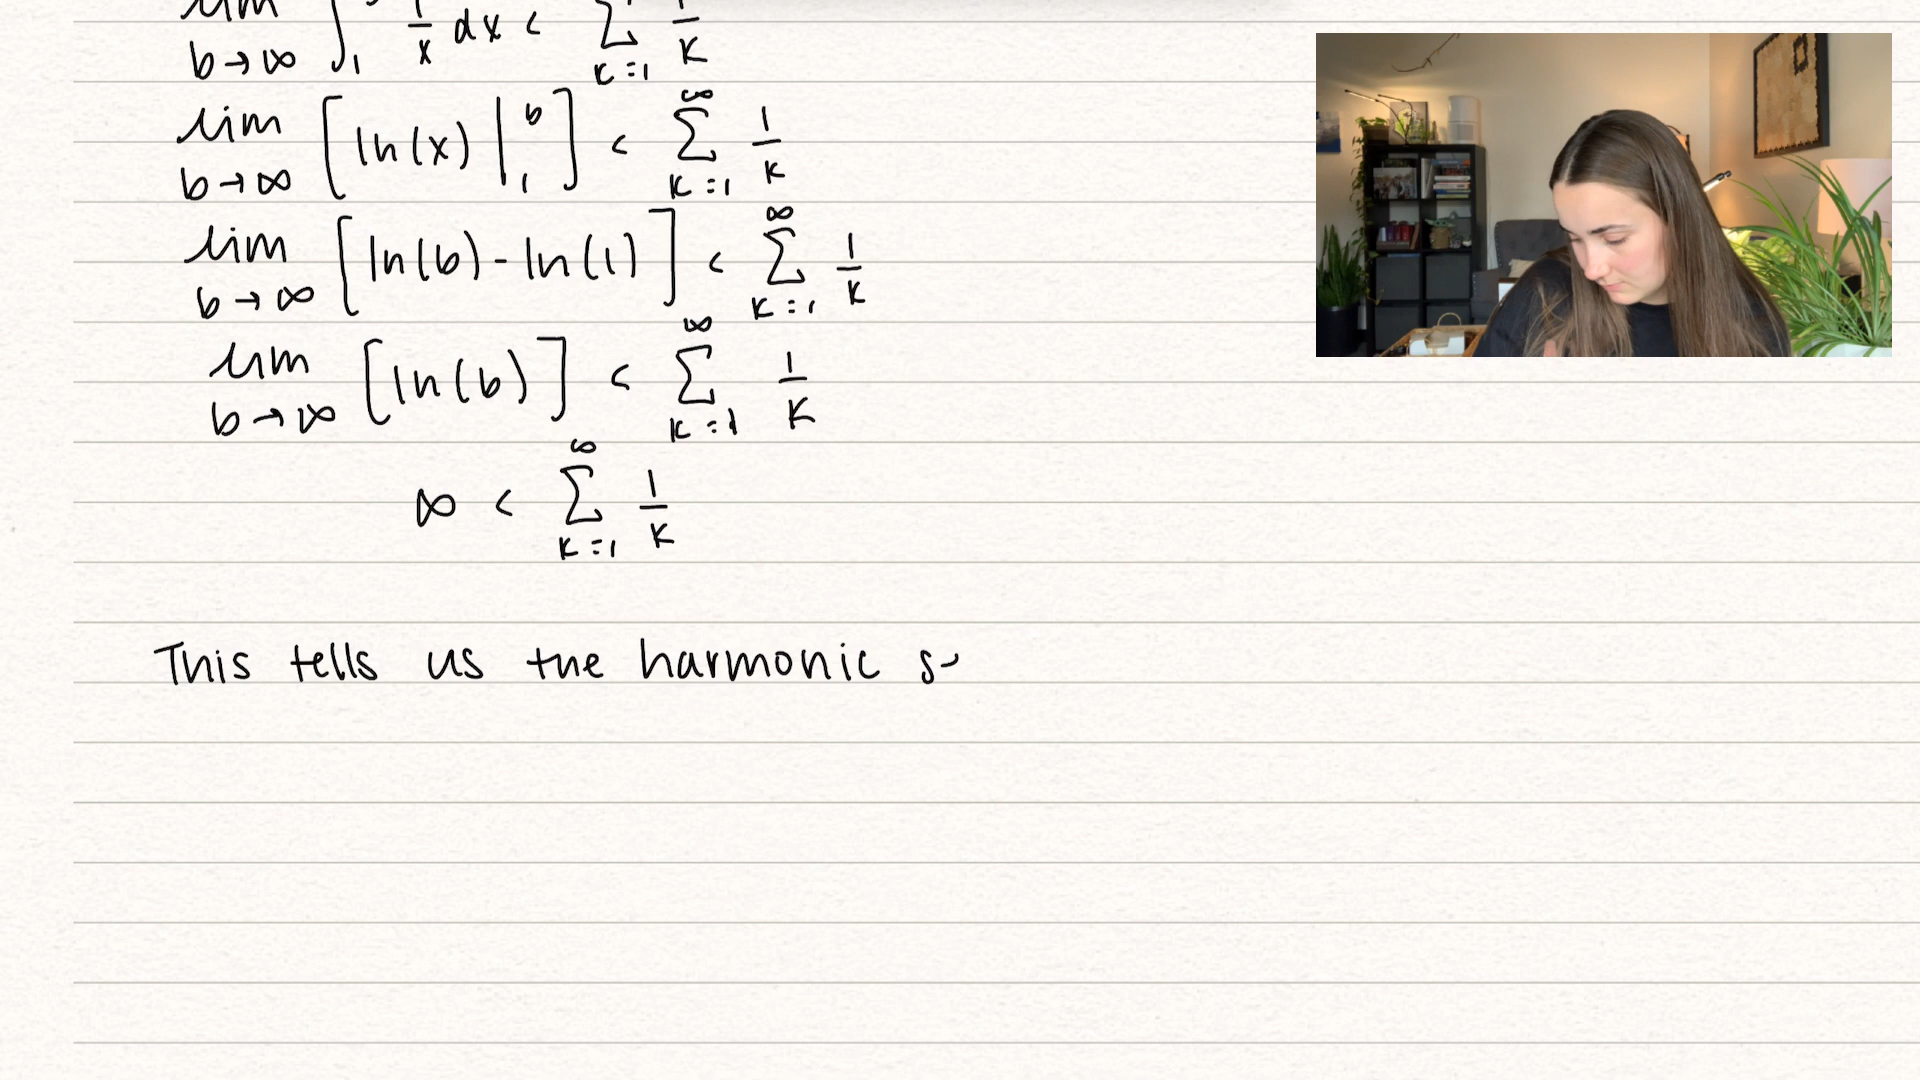 lim b→∞ ∫₁ 1/x dx < Σ k=1 1/k
lim b→∞ [ln(x) |₁ᵇ] < Σ k=1 ∞ 1/k
lim b→∞ [ln(b) - ln(1)] < Σ k=1 ∞ 1/k
lim b→∞ [ln(b)] < Σ k=1 ∞ 1/k
∞ < Σ k=1 ∞ 1/k
This tells us the harmonic s